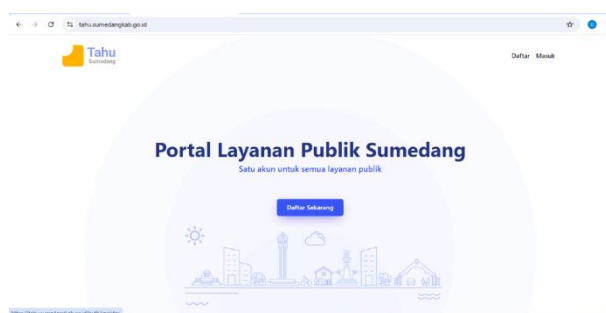 tahu.sumedangkab.go.id
Tahu
Sumedang
Daftar Masuk
Portal Layanan Publik Sumedang
Satu akun untuk semua layanan publik
Daftar Sekarang